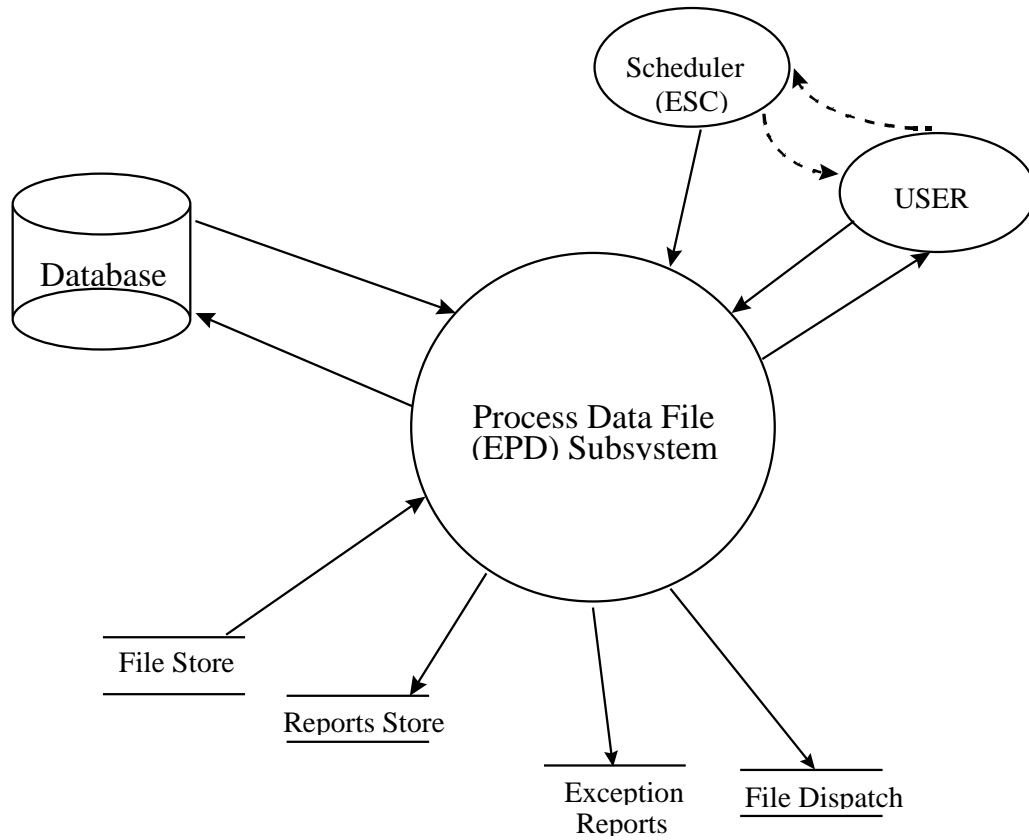 Scheduler
(ESC)
USER
Database
Process Data File
(EPD) Subsystem
File Store
Reports Store
Exception
Reports
File Dispatch